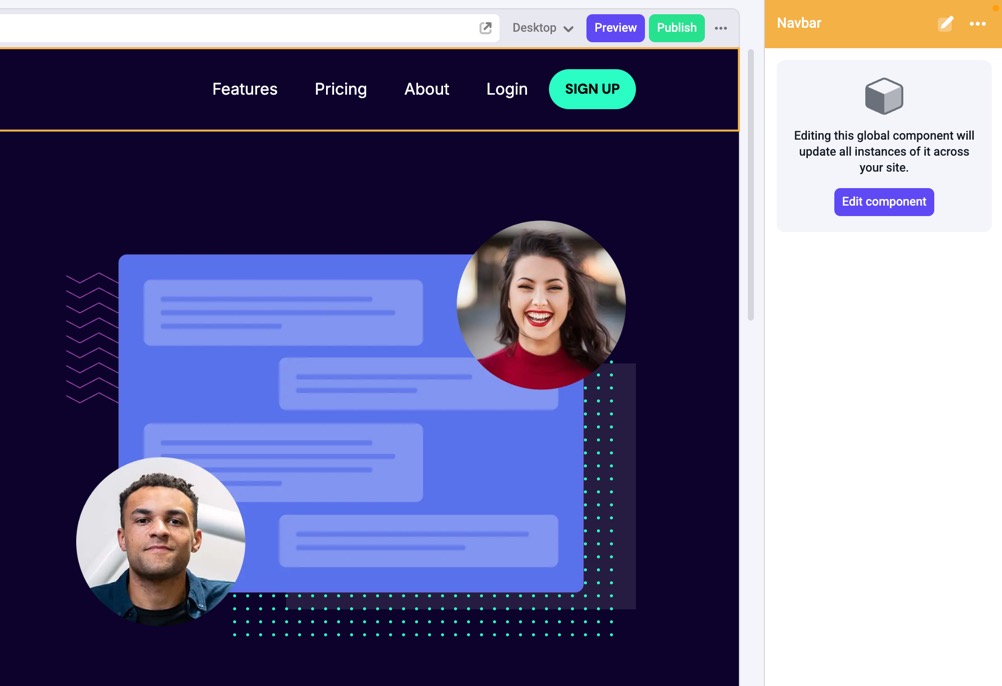 Desktop
Preview
Publish
Navbar
Features
Pricing
About
Login
SIGN UP
Editing this global component will
update all instances of it across
your site.
Edit component